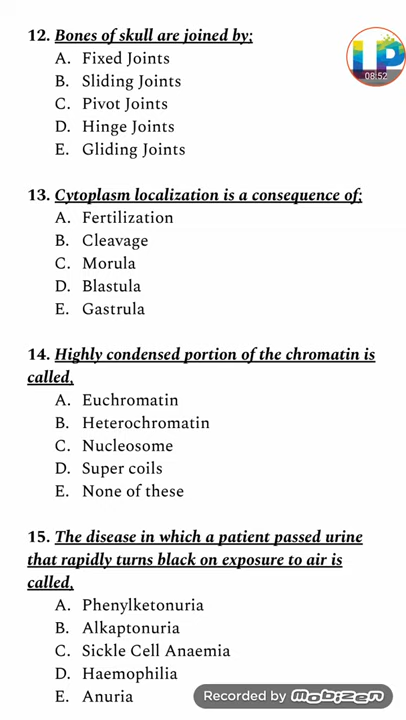 12. Bones of skull are joined by;
A. Fixed Joints
B. Sliding Joints
C. Pivot Joints
D. Hinge Joints
E. Gliding Joints
LP
08:52
13. Cytoplasm localization is a consequence of;
A. Fertilization
B. Cleavage
C. Morula
D. Blastula
E. Gastrula
14. Highly condensed portion of the chromatin is
called,
A. Euchromatin
B. Heterochromatin
C. Nucleosome
D. Super coils
E. None of these
15. The disease in which a patient passed urine
that rapidly turns black on exposure to air is
called,
A. Phenylketonuria
B. Alkaptonuria
C. Sickle Cell Anaemia
D. Haemophilia
E. Anuria
Recorded by mobizen